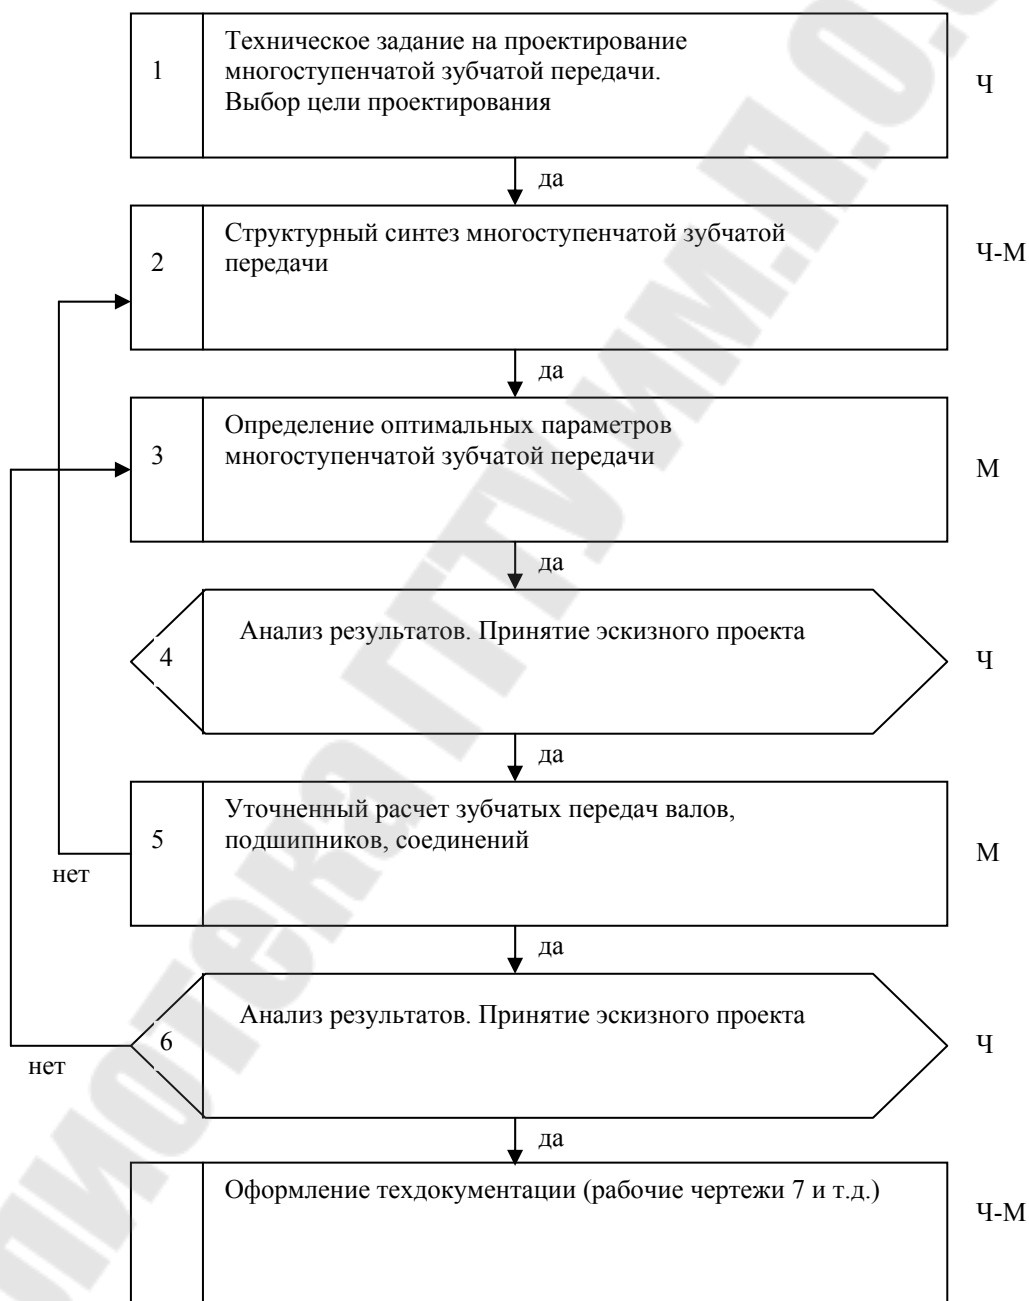 1
Техническое задание на проектирование
многоступенчатой зубчатой передачи.
Выбор цели проектирования
Ч
да
2
Структурный синтез многоступенчатой зубчатой
передачи
Ч-М
да
3
Определение оптимальных параметров
многоступенчатой зубчатой передачи
М
да
4
Анализ результатов. Принятие эскизного проекта
Ч
да
5
Уточненный расчет зубчатых передач валов,
подшипников, соединений
М
нет
да
6
Анализ результатов. Принятие эскизного проекта
Ч
нет
да
Оформление техдокументации (рабочие чертежи 7 и т.д.)
Ч-М
лиотека ГГТУ им.П.О.